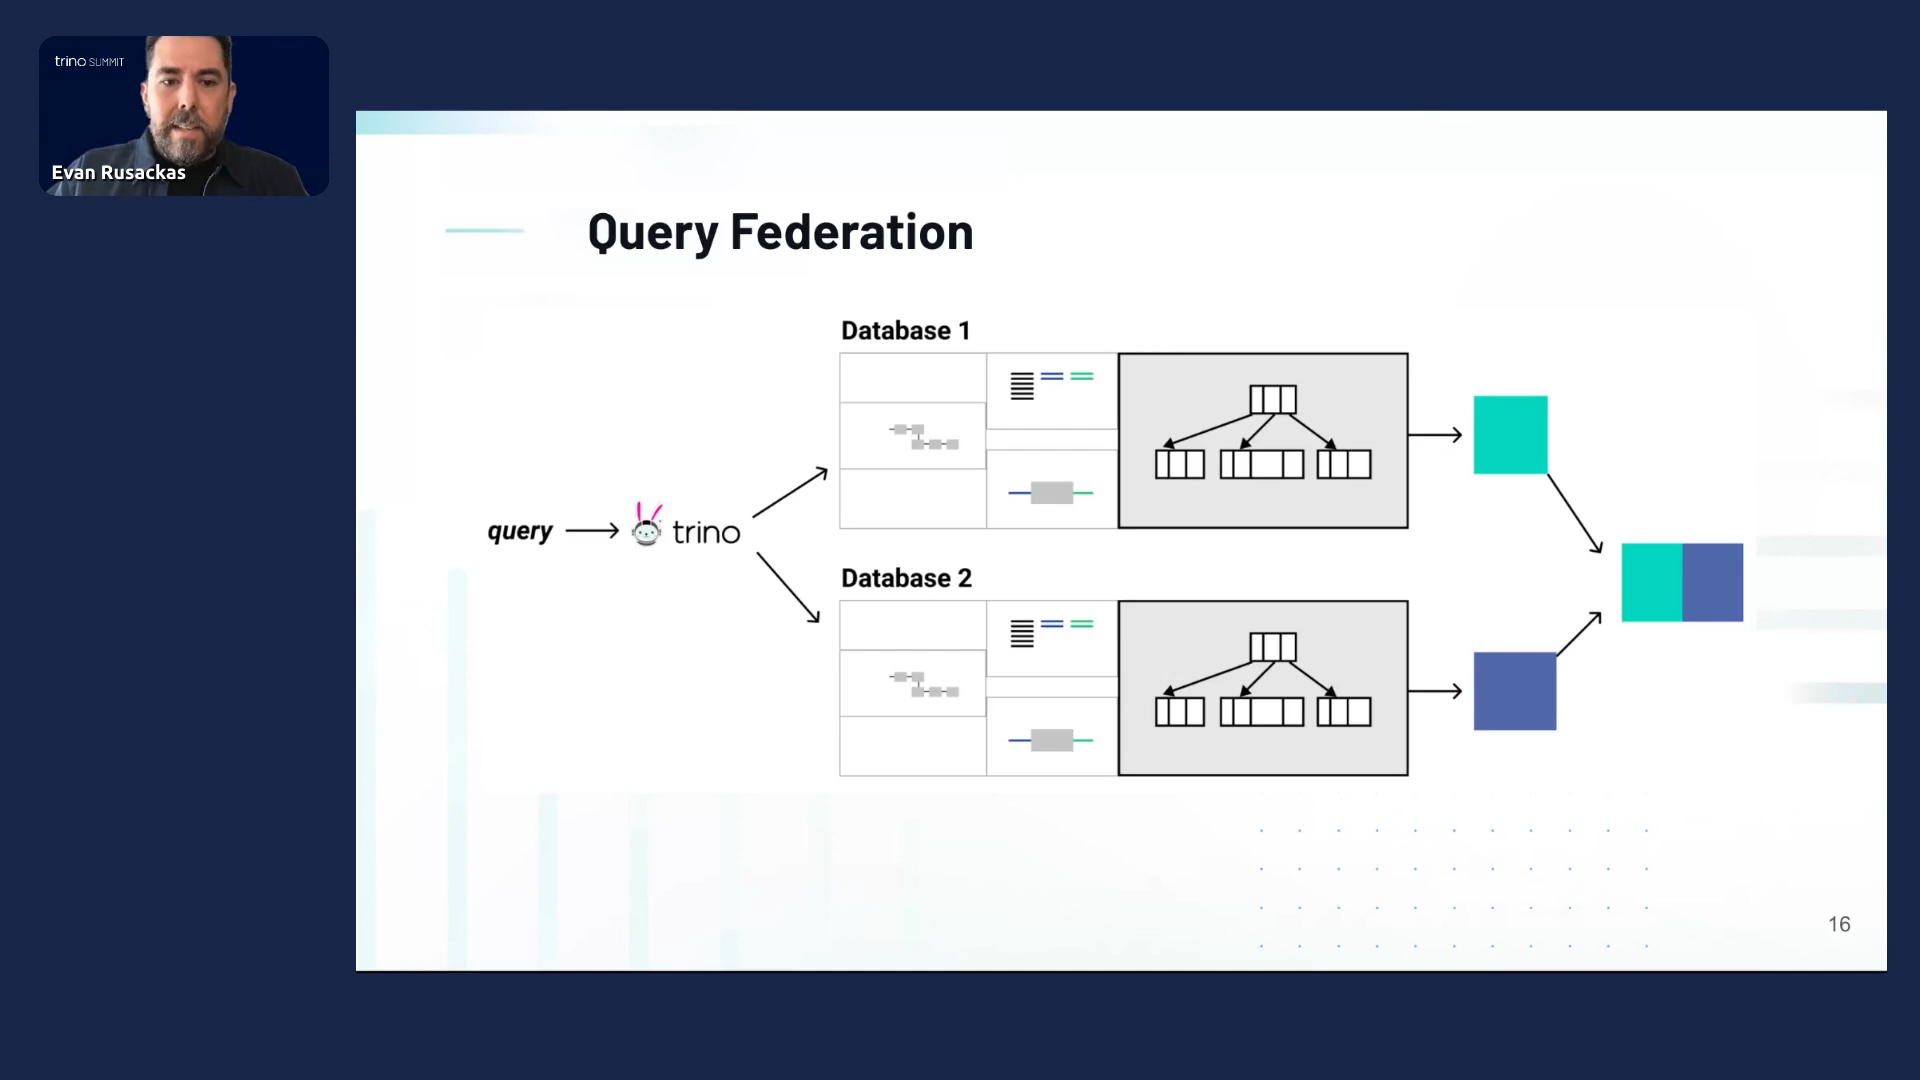 trino SUMMIT
Evan Rusackas
Query Federation
Database 1
query
trino
Database 2
16